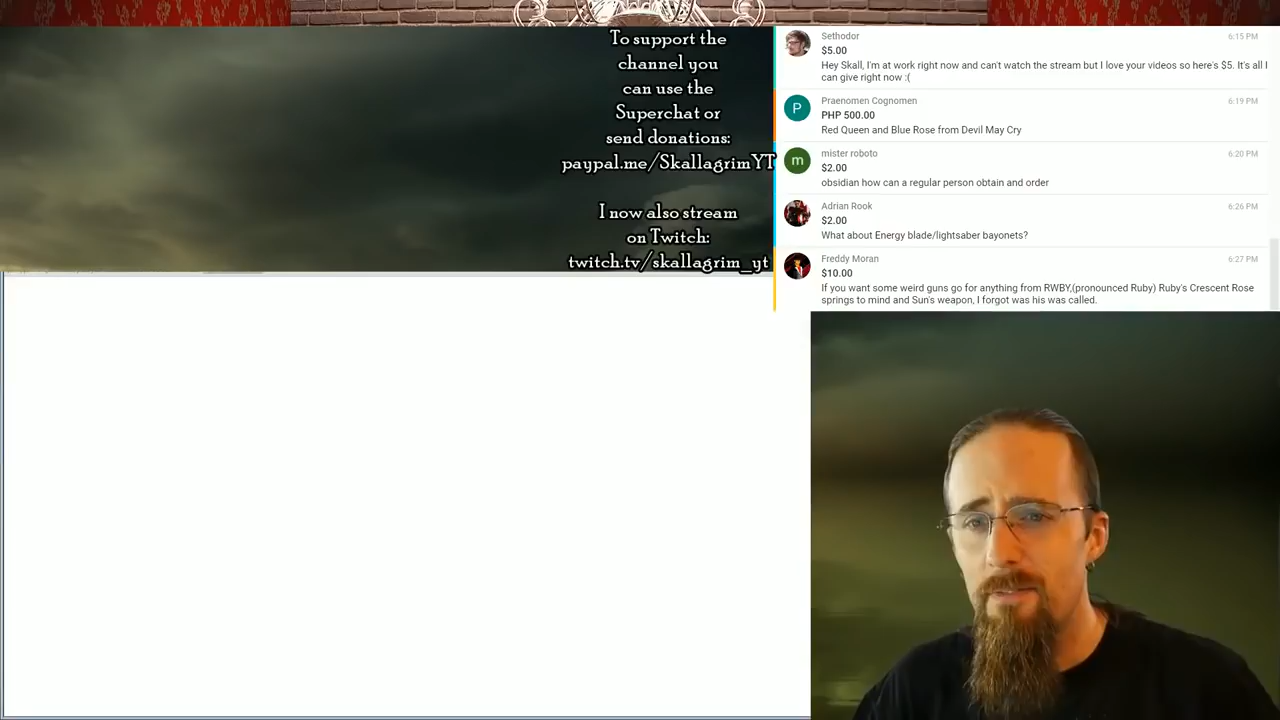 To support the
channel you
can use the
Superchat or
send donations:
paypal.me/SkallagrimYT
I now also stream
on Twitch:
twitch.tv/skallagrim_yt
Sethodor
6:15 PM
$5.00
Hey Skall, I'm at work right now and can't watch the stream but I love your videos so here's $5. It's all I
can give right now :(
P
Praenomen Cognomen
6:19 PM
PHP 500.00
Red Queen and Blue Rose from Devil May Cry
m
mister roboto
6:20 PM
$2.00
obsidian how can a regular person obtain and order
Adrian Rook
6:26 PM
$2.00
What about Energy blade/lightsaber bayonets?
Freddy Moran
6:27 PM
$10.00
If you want some weird guns go for anything from RWBY,(pronounced Ruby) Ruby's Crescent Rose
springs to mind and Sun's weapon, I forgot was his was called.